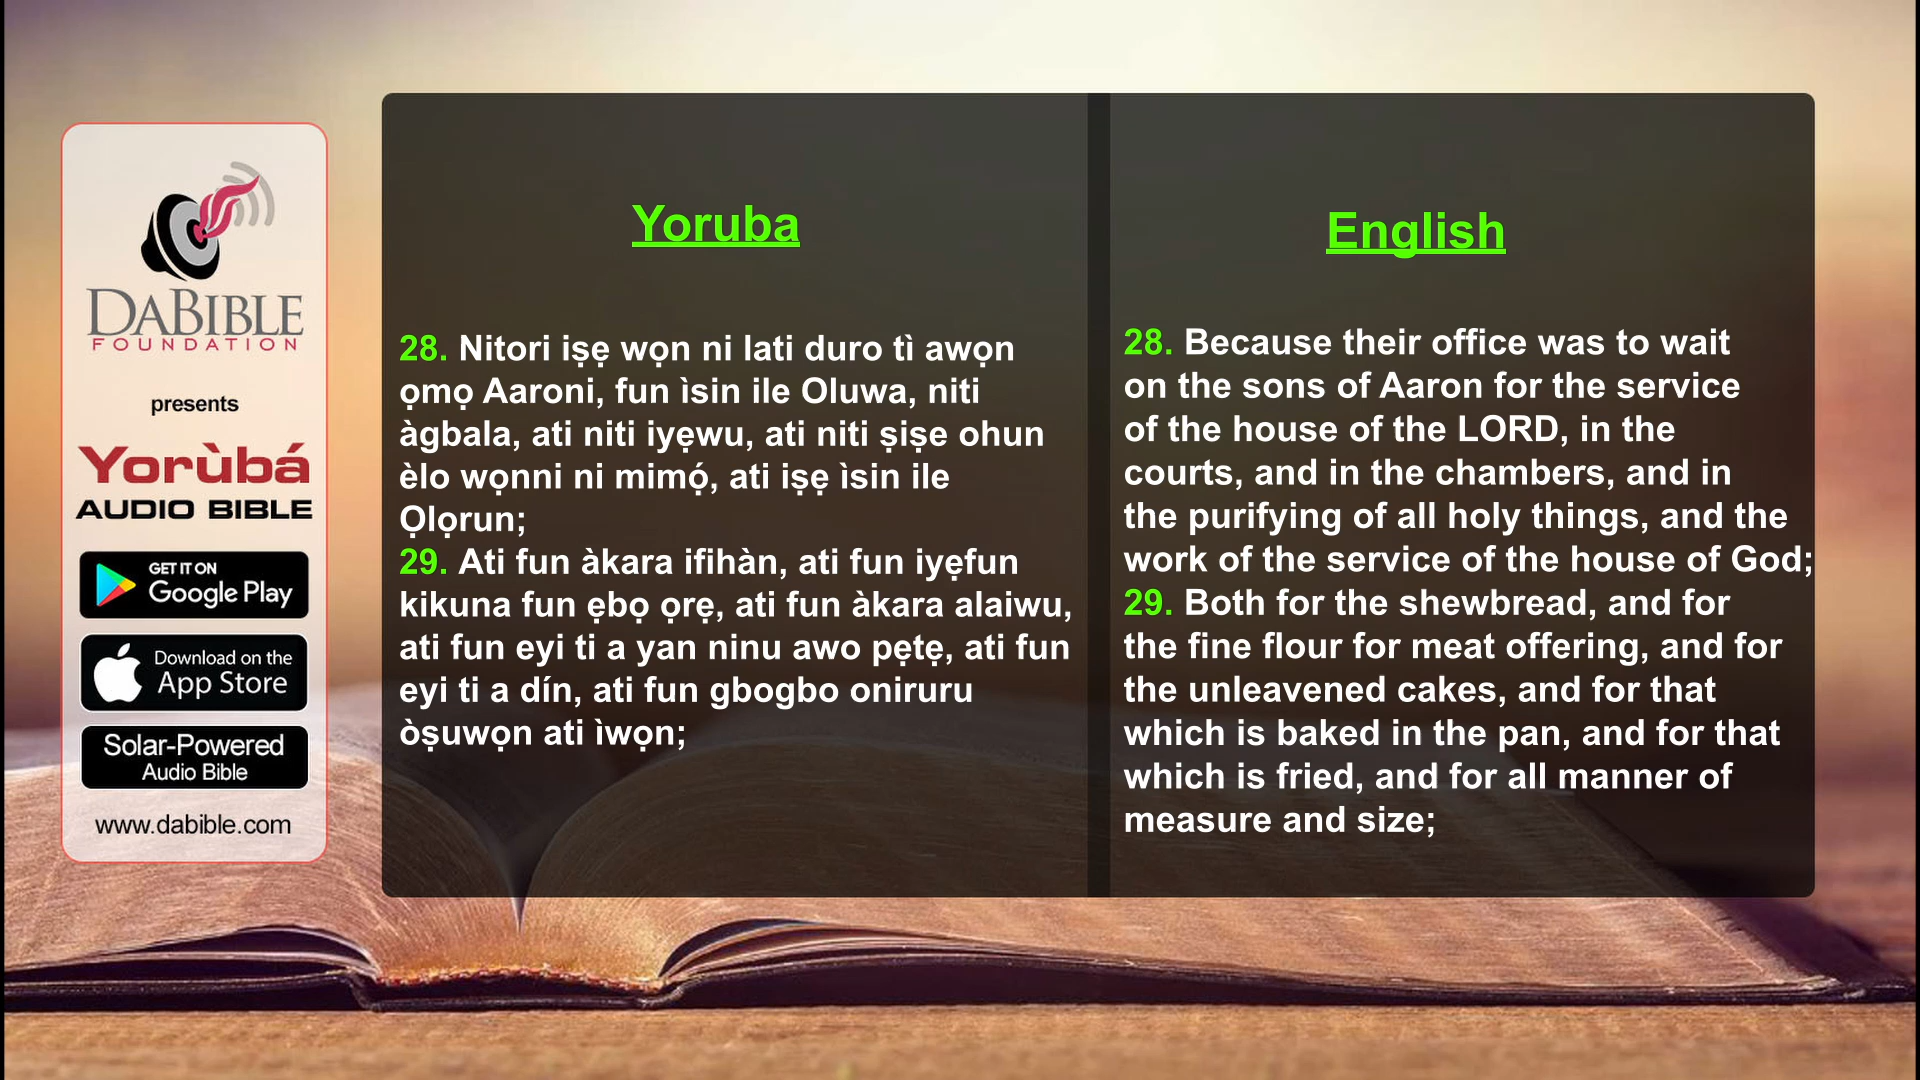 DABIBLE
FOUNDATION
presents
Yorùbá
AUDIO BIBLE
GET IT ON
Google Play
Download on the
App Store
Solar-Powered
Audio Bible
www.dabible.com
Yoruba
28. Nitori iṣẹ wọn ni lati duro tì awọn
ọmọ Aaroni, fun ìsin ile Oluwa, niti
àgbala, ati niti iyẹwu, ati niti ṣiṣe ohun
èlo wọnni ni mimọ́, ati iṣẹ ìsin ile
Ọlọrun;
29. Ati fun àkara ifihàn, ati fun iyẹfun
kikuna fun ẹbọ ọrẹ, ati fun àkara alaiwu,
ati fun eyi ti a yan ninu awo pẹtẹ, ati fun
eyi ti a dín, ati fun gbogbo oniruru
òṣuwọn ati ìwọn;
English
28. Because their office was to wait
on the sons of Aaron for the service
of the house of the LORD, in the
courts, and in the chambers, and in
the purifying of all holy things, and the
work of the service of the house of God;
29. Both for the shewbread, and for
the fine flour for meat offering, and for
the unleavened cakes, and for that
which is baked in the pan, and for that
which is fried, and for all manner of
measure and size;